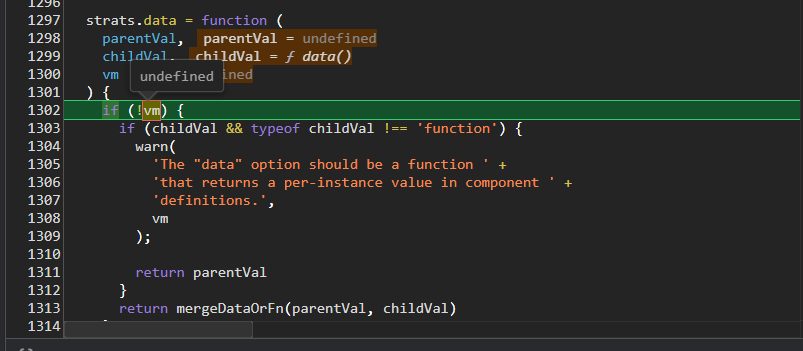 1296
1297 strats.data = function (
1298 parentVal, parentVal = undefined
1299 childVal, childVal = ƒ data()
1300 vm ined
undefined
1301 ) {
1302 if (!vm) {
1303 if (childVal && typeof childVal !== 'function') {
1304 warn(
1305 'The "data" option should be a function ' +
1306 'that returns a per-instance value in component ' +
1307 'definitions.',
1308 vm
1309 );
1310
1311 return parentVal
1312 }
1313 return mergeDataOrFn(parentVal, childVal)
1314